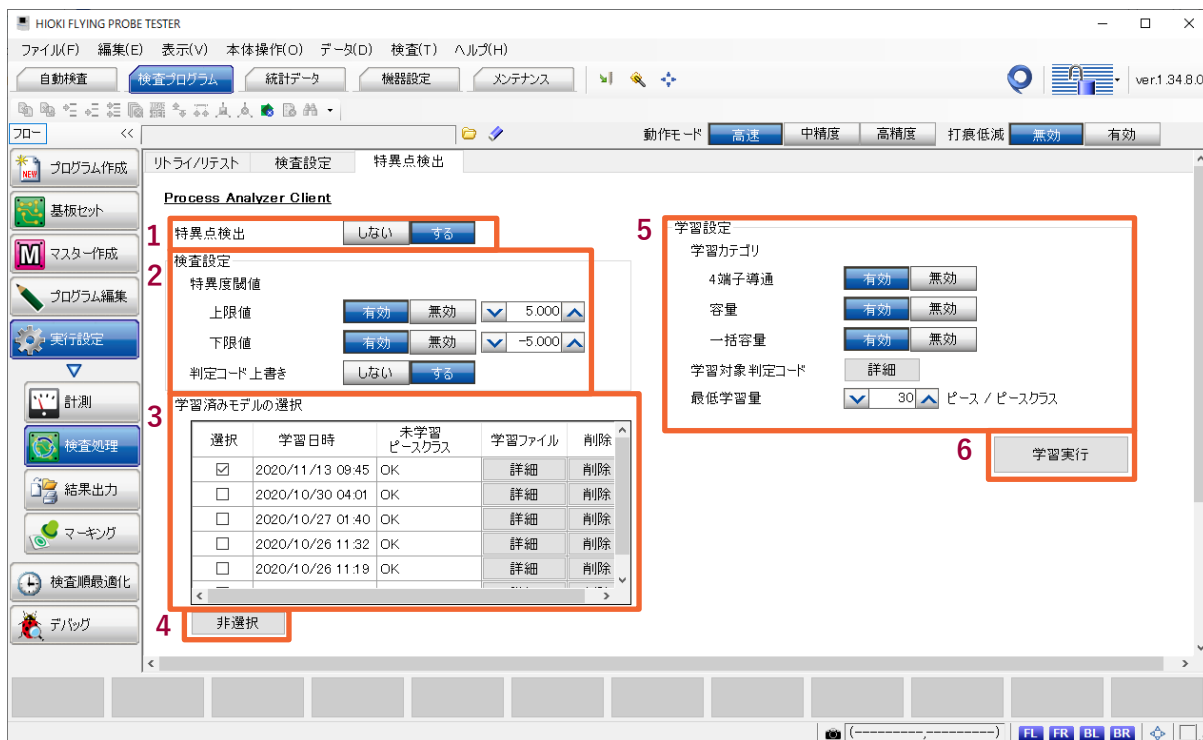 HIOKI FLYING PROBE TESTER
ファイル(F) 編集(E) 表示(V) 本体操作(O) データ(D) 検査(T) ヘルプ(H)
自動検査 検査プログラム 統計データ 機器設定 メンテナンス ver.1.34.8.0
フロー << 動作モード 高速 中精度 高精度 打痕低減 無効 有効
プログラム作成
基板セット
マスター作成
プログラム編集
実行設定
計測
検査処理
結果出力
マーキング
検査順最適化
デバッグ
リトライ/リテスト 検査設定 特異点検出
Process Analyzer Client
1 特異点検出 しない する
2 検査設定
特異度閾値
上限値 有効 無効 5.000
下限値 有効 無効 -5.000
判定コード上書き しない する
3 学習済みモデルの選択
選択 学習日時 未学習ピースクラス 学習ファイル 削除
2020/11/13 09:45 OK 詳細 削除
2020/10/30 04:01 OK 詳細 削除
2020/10/27 01:40 OK 詳細 削除
2020/10/26 11:32 OK 詳細 削除
2020/10/26 11:19 OK 詳細 削除
4 非選択
5 学習設定
学習カテゴリ
4端子導通 有効 無効
容量 有効 無効
一括容量 有効 無効
学習対象判定コード 詳細
最低学習量 30 ピース / ピースクラス
6 学習実行
(---------,---------) FL FR BL BR